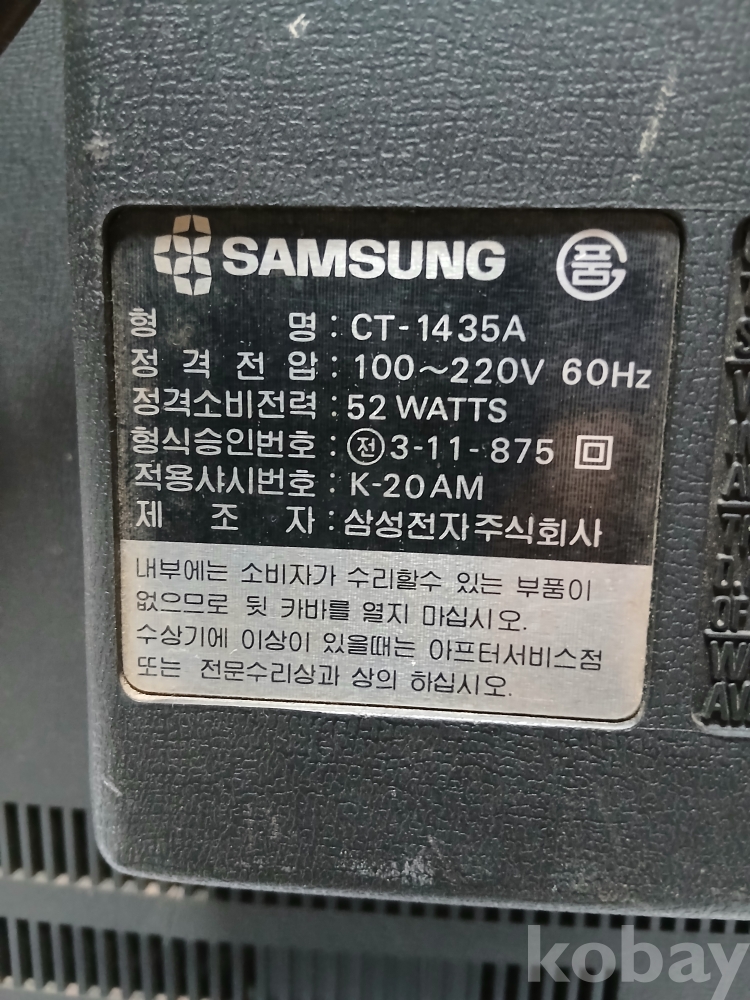 SAMSUNG 품
형 명 : CT-1435A
정 격 전 압 : 100~220V 60Hz
정격소비전력 : 52 WATTS
형식승인번호 : 전 3-11-875
적용샤시번호 : K-20AM
제 조 자 : 삼성전자주식회사
내부에는 소비자가 수리할수 있는 부품이
없으므로 뒷 카바를 열지 마십시오.
수상기에 이상이 있을때는 아프터서비스점
또는 전문수리상과 상의 하십시오.
kobay